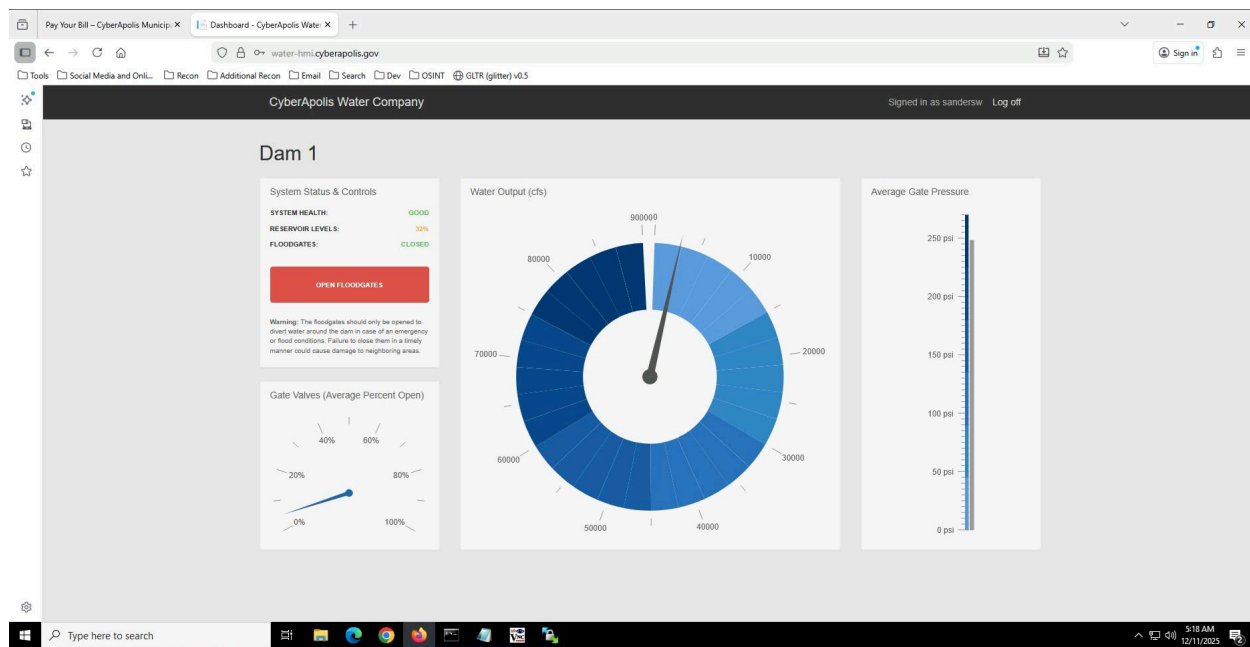 Pay Your Bill – CyberApolis Municip
Dashboard - CyberApolis Water
water-hmi.cyberapolis.gov
Sign in
Tools Social Media and Onli... Recon Additional Recon Email Search Dev OSINT GLTR (glitter) v0.5
CyberApolis Water Company
Signed in as sandersw Log off
Dam 1
System Status & Controls
SYSTEM HEALTH: GOOD
RESERVOIR LEVELS:
FLOODGATES: CLOSED
OPEN FLOODGATES
Warning: The floodgates should only be opened to
divert water around the dam in case of an emergency
or flood conditions. Failure to close them in a timely
manner could cause damage to neighboring areas.
Gate Valves (Average Percent Open)
0%
20%
40%
60%
80%
100%
Water Output (cfs)
900000
10000
20000
30000
40000
50000
60000
70000
80000
Average Gate Pressure
250 psi
200 psi
150 psi
100 psi
50 psi
0 psi
Type here to search
5:18 AM
12/11/2025